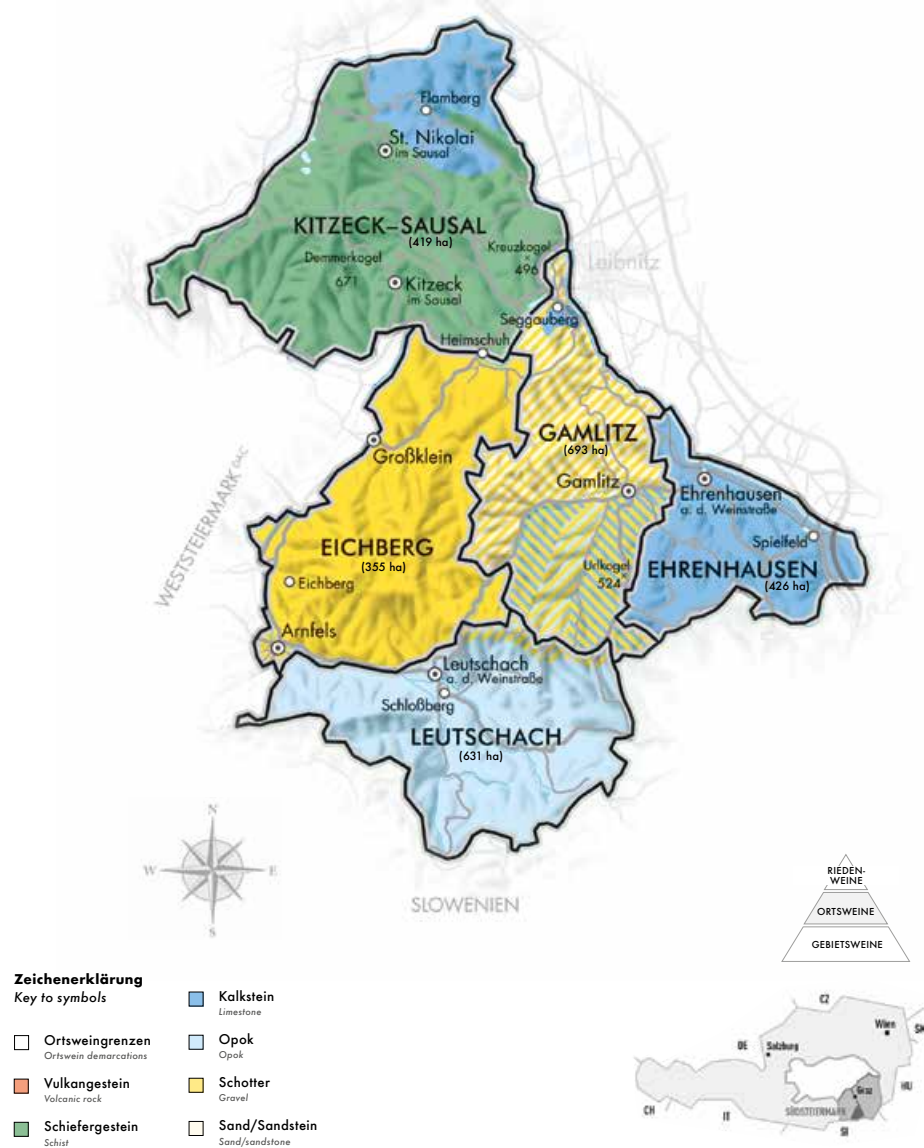 Flamberg
St. Nikolai
im Sausal
KITZECK–SAUSAL
(419 ha)
Kreuzkogel
×
496
Demmerkogel
×
671
Leibnitz
Kitzeck
im Sausal
Seggauberg
Heimschuh
GAMLITZ
(693 ha)
Großklein
Gamlitz
Ehrenhausen
a. d. Weinstraße
WESTSTEIERMARK DAC
Spielfeld
EICHBERG
(355 ha)
Urlkogel
524
EHRENHAUSEN
(426 ha)
Eichberg
Arnfels
Leutschach
a. d. Weinstraße
Schloßberg
LEUTSCHACH
(631 ha)
N
W
E
S
SLOWENIEN
RIEDEN-
WEINE
ORTSWEINE
GEBIETSWEINE
Zeichenerklärung
Key to symbols
Ortsweingrenzen
Ortswein demarcations
Vulkangestein
Volcanic rock
Schiefergestein
Schist
Kalkstein
Limestone
Opok
Opok
Schotter
Gravel
Sand/Sandstein
Sand/sandstone
CZ
Wien
SK
DE
Salzburg
HU
Graz
CH
IT
SÜDSTEIERMARK
SI